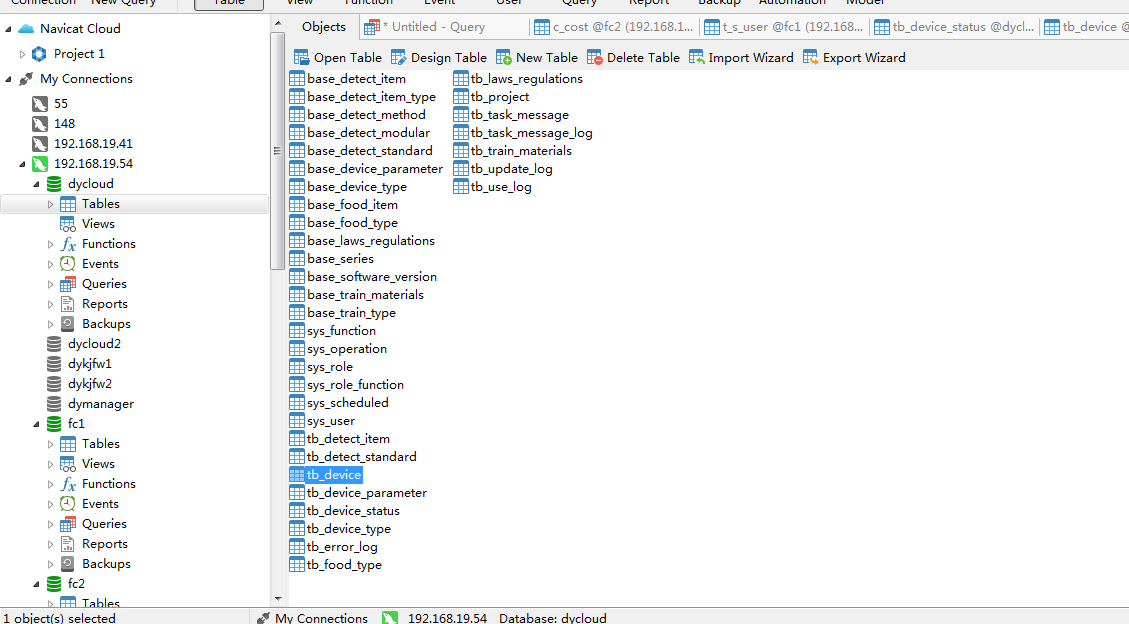 Connection New Query Table View Function Event User Query Report Backup Automation Model
Navicat Cloud
Project 1
My Connections
55
148
192.168.19.41
192.168.19.54
dycloud
Tables
Views
Functions
Events
Queries
Reports
Backups
dycloud2
dykjfw1
dykjfw2
dymanager
fc1
Tables
Views
Functions
Events
Queries
Reports
Backups
fc2
Tables
Objects * Untitled - Query c_cost @fc2 (192.168.1... t_s_user @fc1 (192.168... tb_device_status @dycl... tb_device @
Open Table Design Table New Table Delete Table Import Wizard Export Wizard
base_detect_item
base_detect_item_type
base_detect_method
base_detect_modular
base_detect_standard
base_device_parameter
base_device_type
base_food_item
base_food_type
base_laws_regulations
base_series
base_software_version
base_train_materials
base_train_type
sys_function
sys_operation
sys_role
sys_role_function
sys_scheduled
sys_user
tb_detect_item
tb_detect_standard
tb_device
tb_device_parameter
tb_device_status
tb_device_type
tb_error_log
tb_food_type
tb_laws_regulations
tb_project
tb_task_message
tb_task_message_log
tb_train_materials
tb_update_log
tb_use_log
1 object(s) selected My Connections 192.168.19.54 Database: dycloud